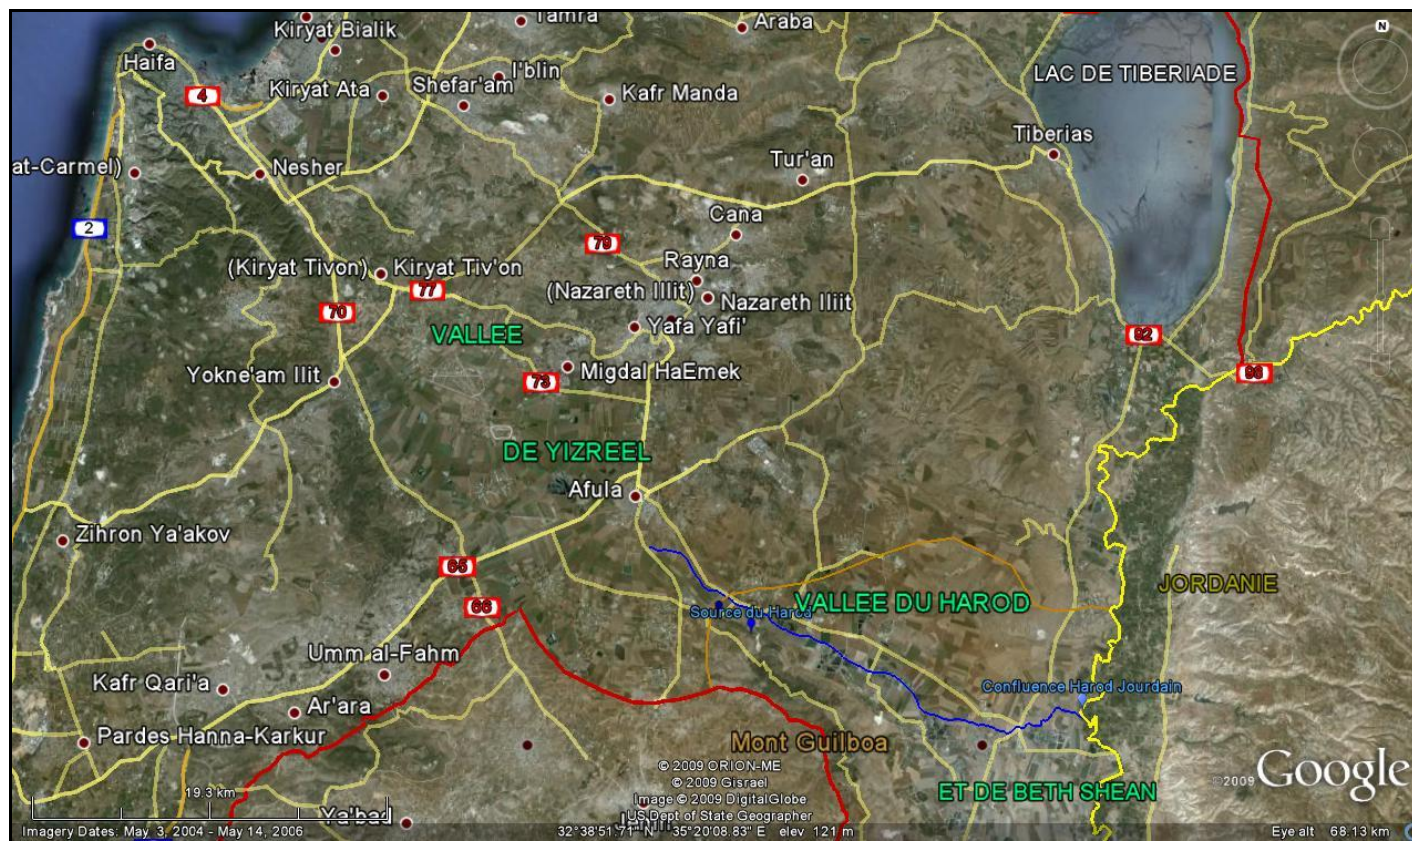 Kiryat Bialik
Tamra
Araba
N
Haifa
I'blin
LAC DE TIBERIADE
4
Kiryat Ata
Shefar'am
Kafr Manda
Tiberias
at-Carmel)
Nesher
Tur'an
2
Cana
79
(Kiryat Tivon)
Kiryat Tiv'on
Rayna
77
(Nazareth Illit)
Nazareth Iliit
70
VALLEE
Yafa Yafi'
92
Yokne'am Ilit
73
Migdal HaEmek
98
DE YIZREEL
Afula
Zihron Ya'akov
65
JORDANIE
66
Source du Harod
VALLEE DU HAROD
Umm al-Fahm
Kafr Qari'a
Confluence Harod Jourdain
Ar'ara
Pardes Hanna-Karkur
Mont Guilboa
© 2009 ORION-ME
© 2009 Gisrael
©2009 Google
19.3 km
Image © 2009 DigitalGlobe
ET DE BETH SHEAN
Ya'bad
US Dept of State Geographer
Imagery Dates: May 3, 2004 - May 14, 2006
32°38'51.71" N 35°20'08.83" E elev 121 m
Eye alt 68.13 km